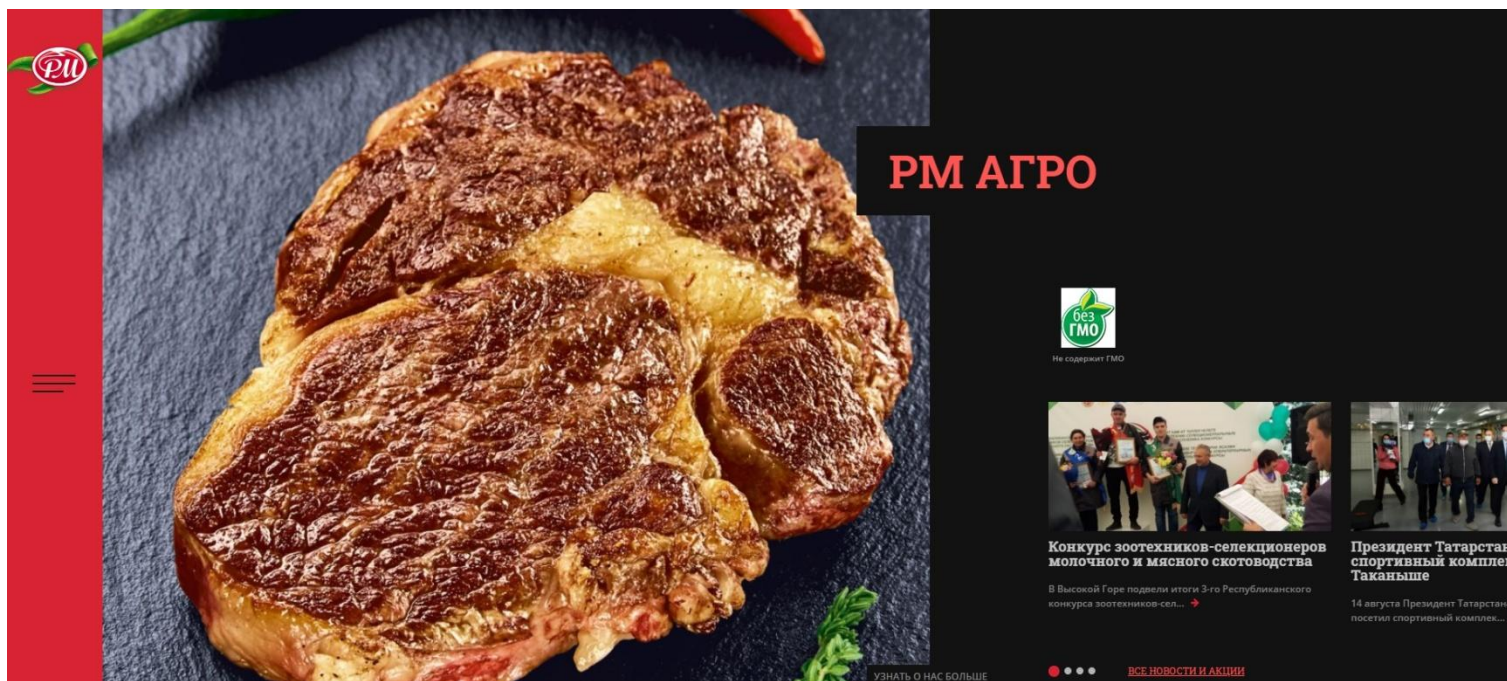 РМ
РМ АГРО
без
ГМО
Не содержит ГМО
Конкурс зоотехников-селекционеров
молочного и мясного скотоводства
В Высокой Горе подвели итоги 3-го Республиканского
конкурса зоотехников-сел...
Президент Татарстан
спортивный комплек
Таканыше
14 августа Президент Татарстан
посетил спортивный комплек...
УЗНАТЬ О НАС БОЛЬШЕ
ВСЕ НОВОСТИ И АКЦИИ